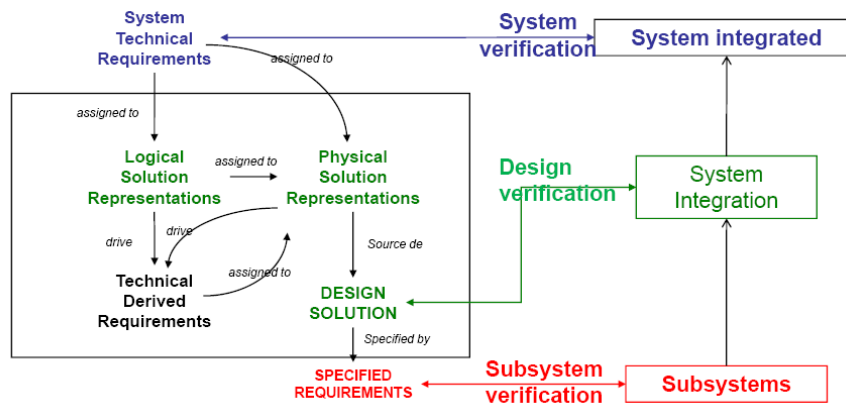 System
Technical
Requirements
assigned to
System
verification
System integrated
assigned to
Logical
Solution
Representations
assigned to
Physical
Solution
Representations
Design
verification
System
Integration
drive
drive
Source de
Technical
Derived
Requirements
assigned to
DESIGN
SOLUTION
Specified by
SPECIFIED
REQUIREMENTS
Subsystem
verification
Subsystems